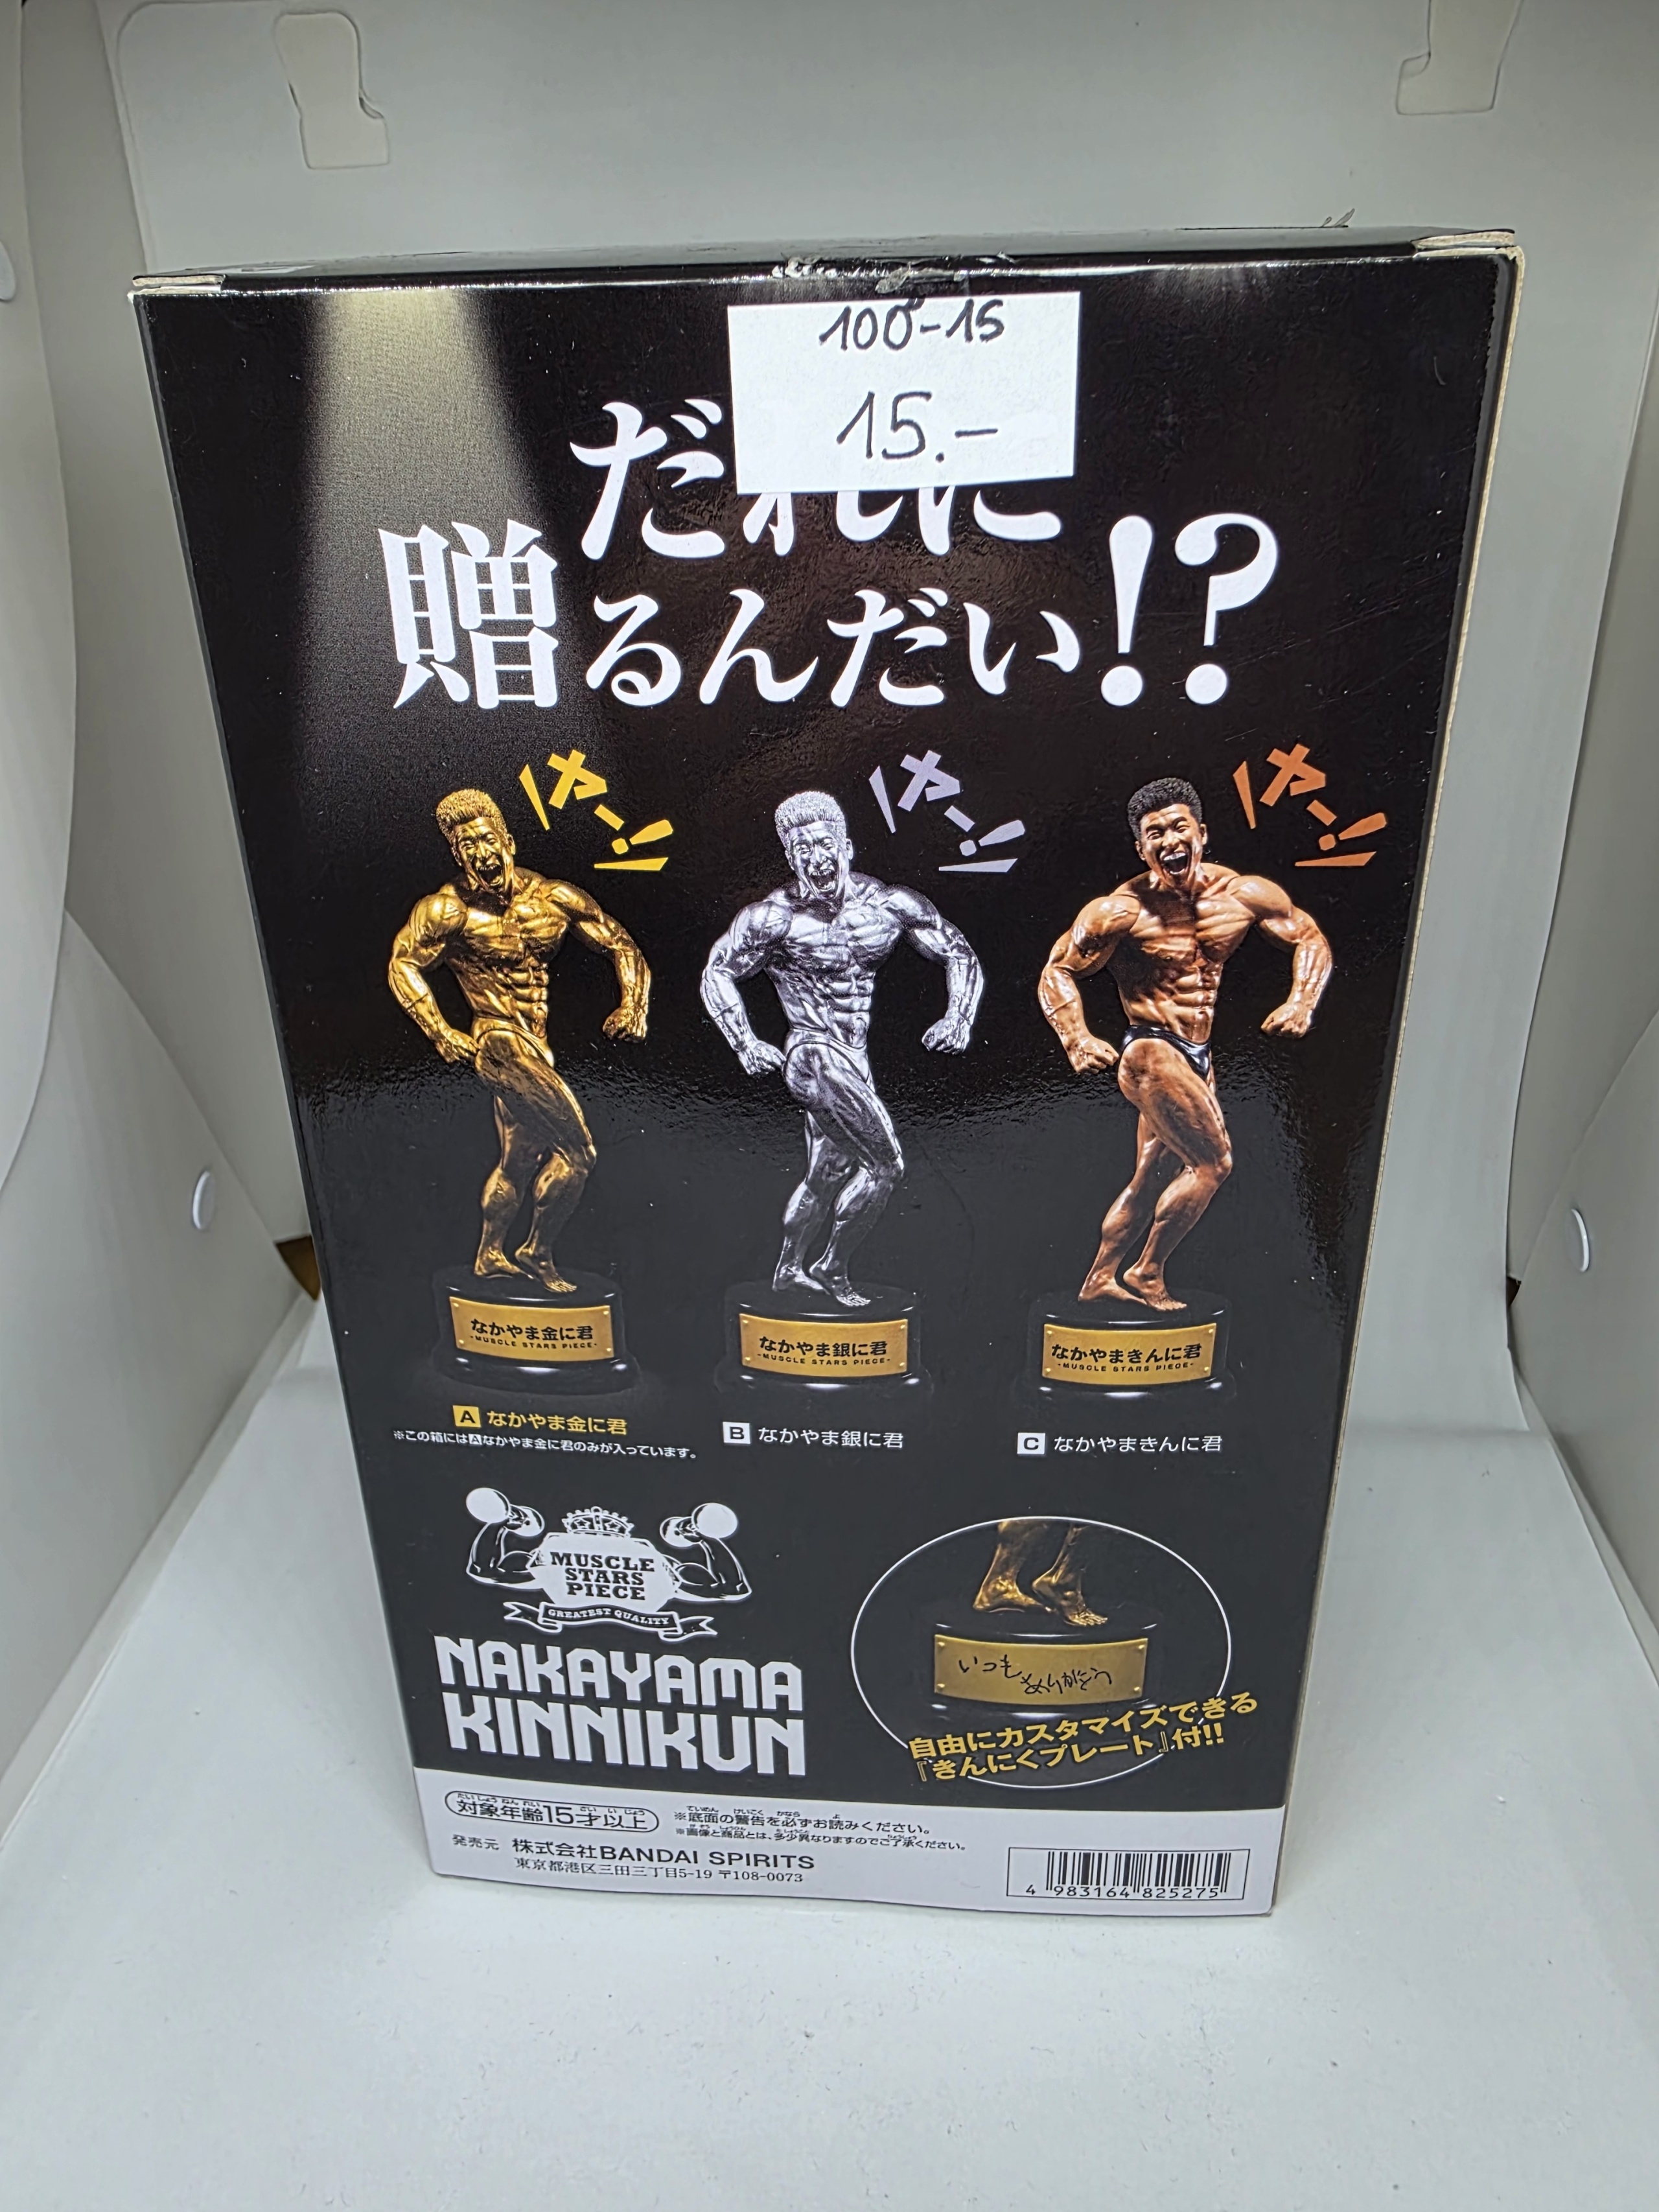 100-15
15.-
だれに
贈るんだい!?
やー!
やー!
やー!
なかやま金に君
-MUSCLE STARS PIECE-
なかやま銀に君
-MUSCLE STARS PIECE-
なかやまきんに君
-MUSCLE STARS PIECE-
A なかやま金に君
※この箱にはAなかやま金に君のみが入っています。
B なかやま銀に君
C なかやまきんに君
MUSCLE
STARS
PIECE
GREATEST QUALITY
NAKAYAMA
KINNIKUN
いつも
ありがとう
自由にカスタマイズできる
『きんにくプレート』付!!
対象年齢15才以上
※底面の警告を必ずお読みください。
※画像と商品とは、多少異なりますのでご了承ください。
発売元 株式会社BANDAI SPIRITS
東京都港区三田三丁目5-19 〒108-0073
4 983164 825275